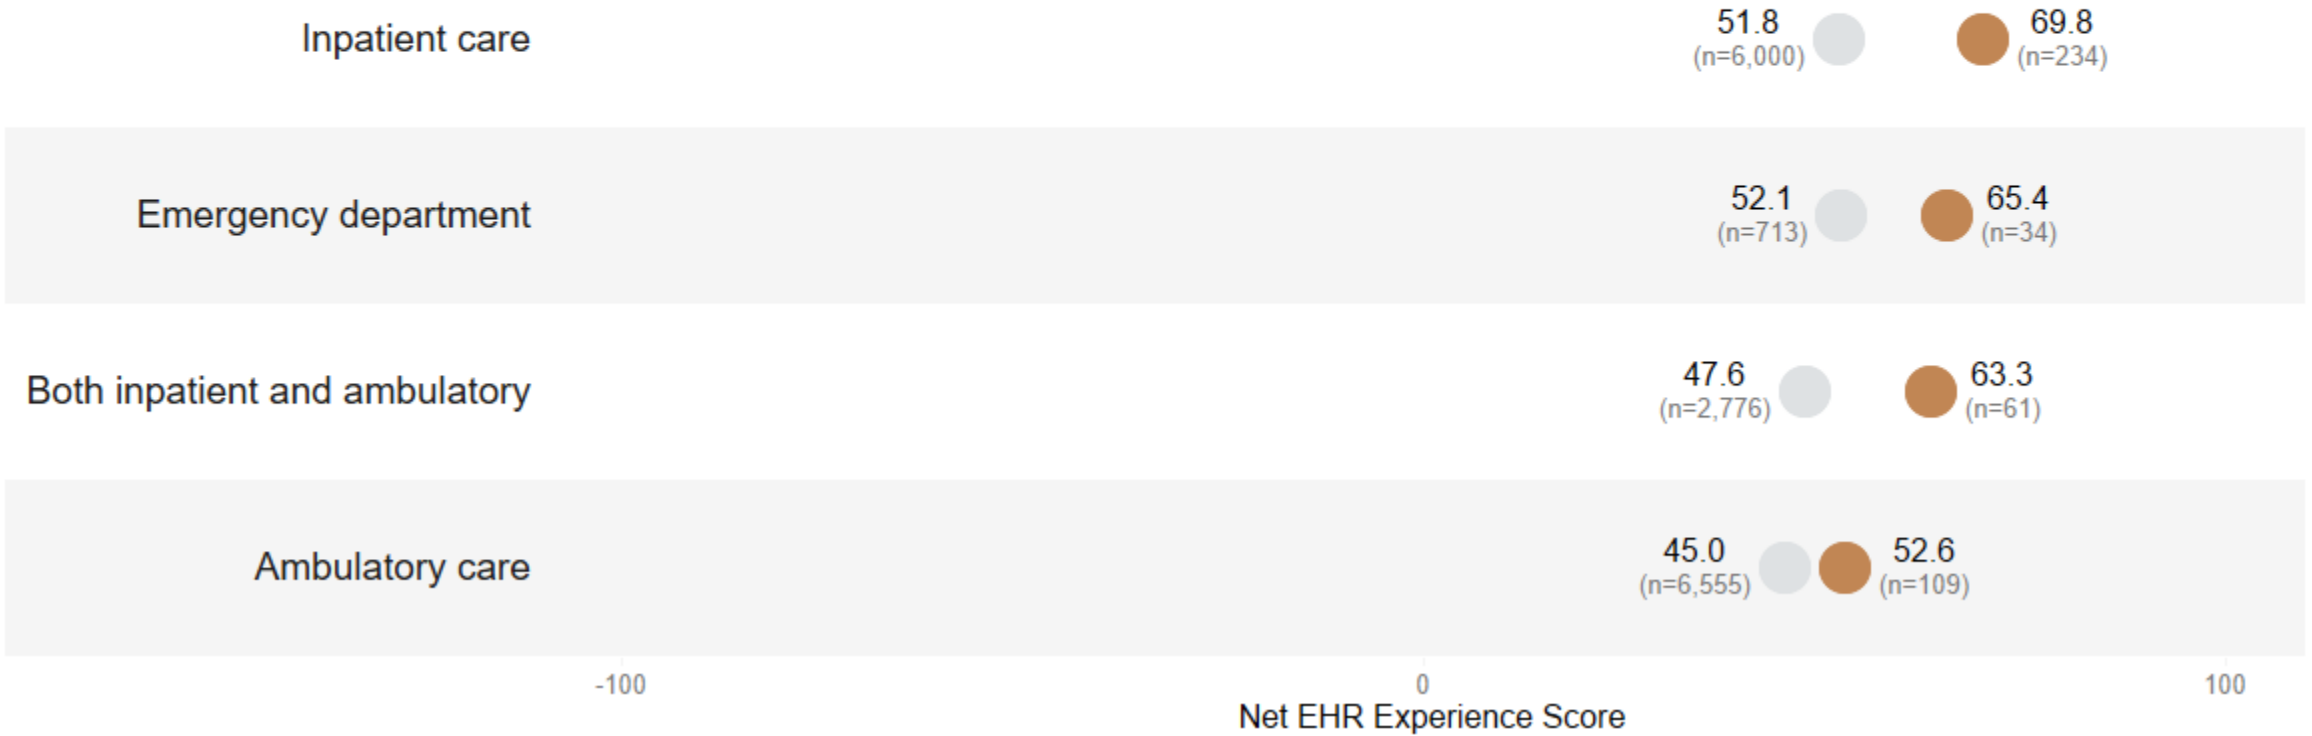 Inpatient care
51.8
(n=6,000)
69.8
(n=234)
Emergency department
52.1
(n=713)
65.4
(n=34)
Both inpatient and ambulatory
47.6
(n=2,776)
63.3
(n=61)
Ambulatory care
45.0
(n=6,555)
52.6
(n=109)
-100
0
100
Net EHR Experience Score